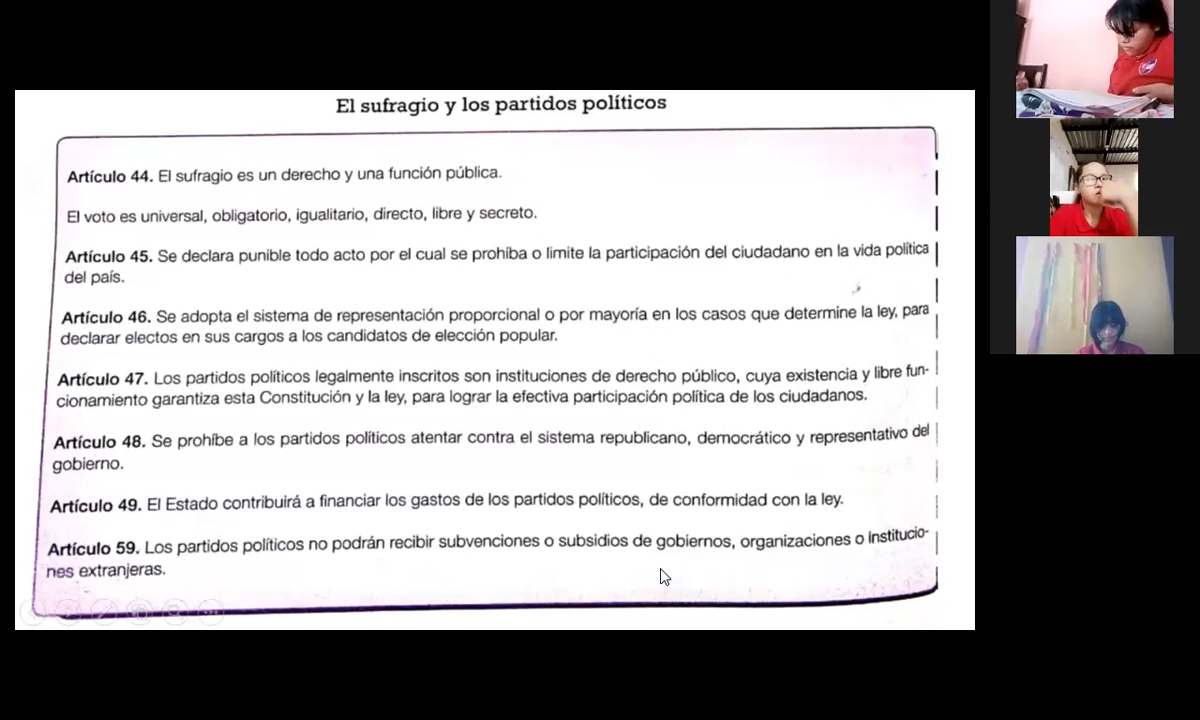 El sufragio y los partidos políticos
Artículo 44. El sufragio es un derecho y una función pública.
El voto es universal, obligatorio, igualitario, directo, libre y secreto.
Artículo 45. Se declara punible todo acto por el cual se prohíba o limite la participación del ciudadano en la vida política
del país.
Artículo 46. Se adopta el sistema de representación proporcional o por mayoría en los casos que determine la ley, para
declarar electos en sus cargos a los candidatos de elección popular.
Artículo 47. Los partidos políticos legalmente inscritos son instituciones de derecho público, cuya existencia y libre fun-
cionamiento garantiza esta Constitución y la ley, para lograr la efectiva participación política de los ciudadanos.
Artículo 48. Se prohíbe a los partidos políticos atentar contra el sistema republicano, democrático y representativo del
gobierno.
Artículo 49. El Estado contribuirá a financiar los gastos de los partidos políticos, de conformidad con la ley.
Artículo 59. Los partidos políticos no podrán recibir subvenciones o subsidios de gobiernos, organizaciones o institucio-
nes extranjeras.